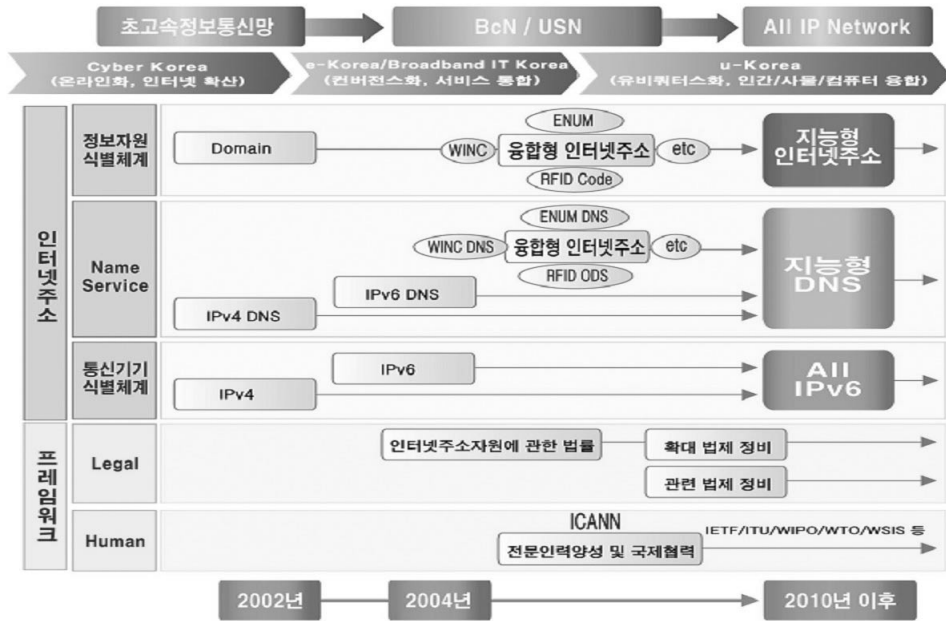 초고속정보통신망
BcN / USN
All IP Network
Cyber Korea
(온라인화, 인터넷 확산)
e-Korea/Broadband IT Korea
(컨버전스화, 서비스 통합)
u-Korea
(유비쿼터스화, 인간/사물/컴퓨터 융합)
인터넷주소
정보자원
식별체계
Domain
ENUM
WINC
융합형 인터넷주소
etc
RFID Code
지능형
인터넷주소
Name
Service
ENUM DNS
WINC DNS
융합형 인터넷주소
etc
RFID ODS
IPv6 DNS
IPv4 DNS
지능형
DNS
통신기기
식별체계
IPv6
IPv4
All
IPv6
프레임워크
Legal
인터넷주소자원에 관한 법률
확대 법제 정비
관련 법제 정비
Human
ICANN
전문인력양성 및 국제협력
IETF/ITU/WIPO/WTO/WSIS 등
2002년
2004년
2010년 이후